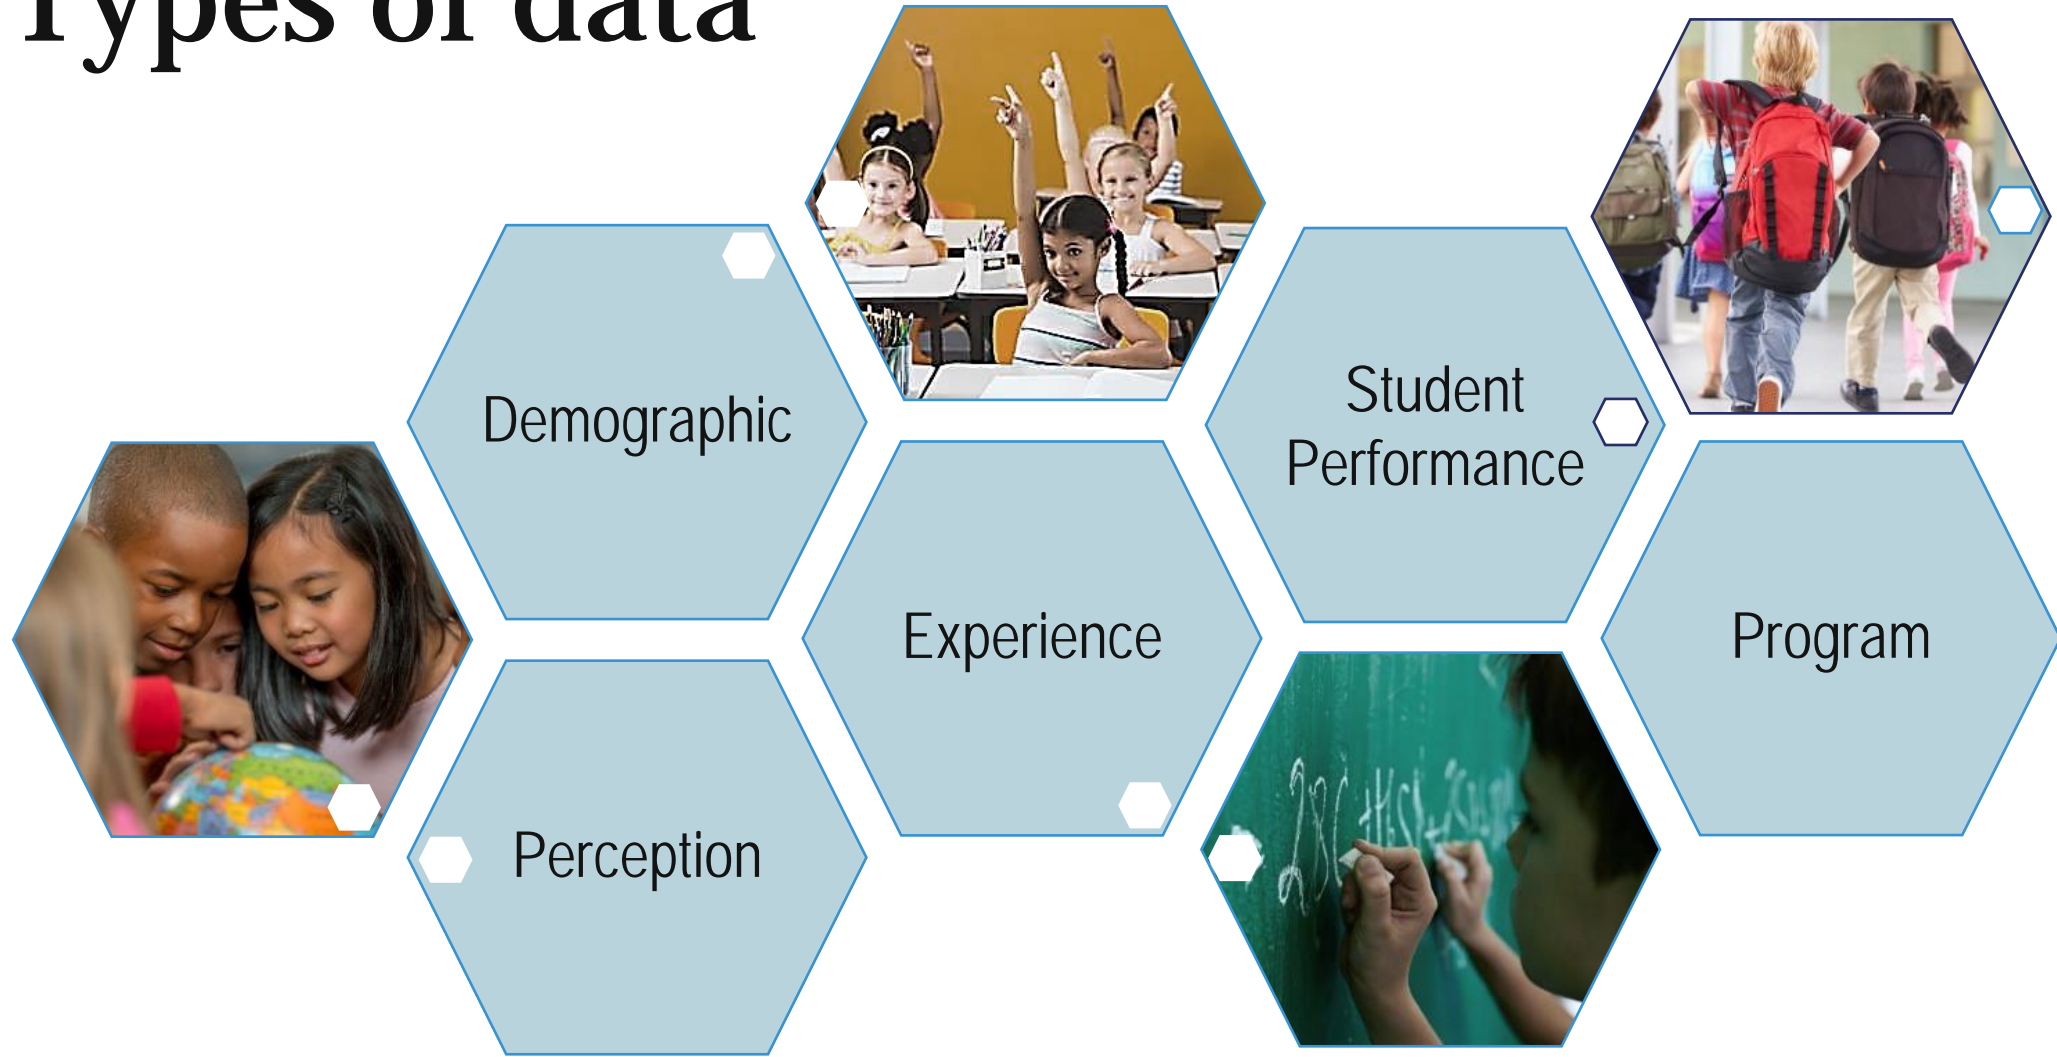 Types of data
Demographic
Student
Performance
Experience
Program
Perception